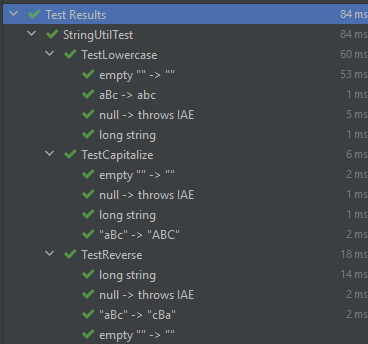 Test Results 84 ms
StringUtilTest 84 ms
TestLowercase 60 ms
empty "" -> "" 53 ms
aBc -> abc 1 ms
null -> throws IAE 5 ms
long string 1 ms
TestCapitalize 6 ms
empty "" -> "" 2 ms
null -> throws IAE 1 ms
long string 1 ms
"aBc" -> "ABC" 2 ms
TestReverse 18 ms
long string 14 ms
null -> throws IAE 2 ms
"aBc" -> "cBa" 2 ms
empty "" -> ""